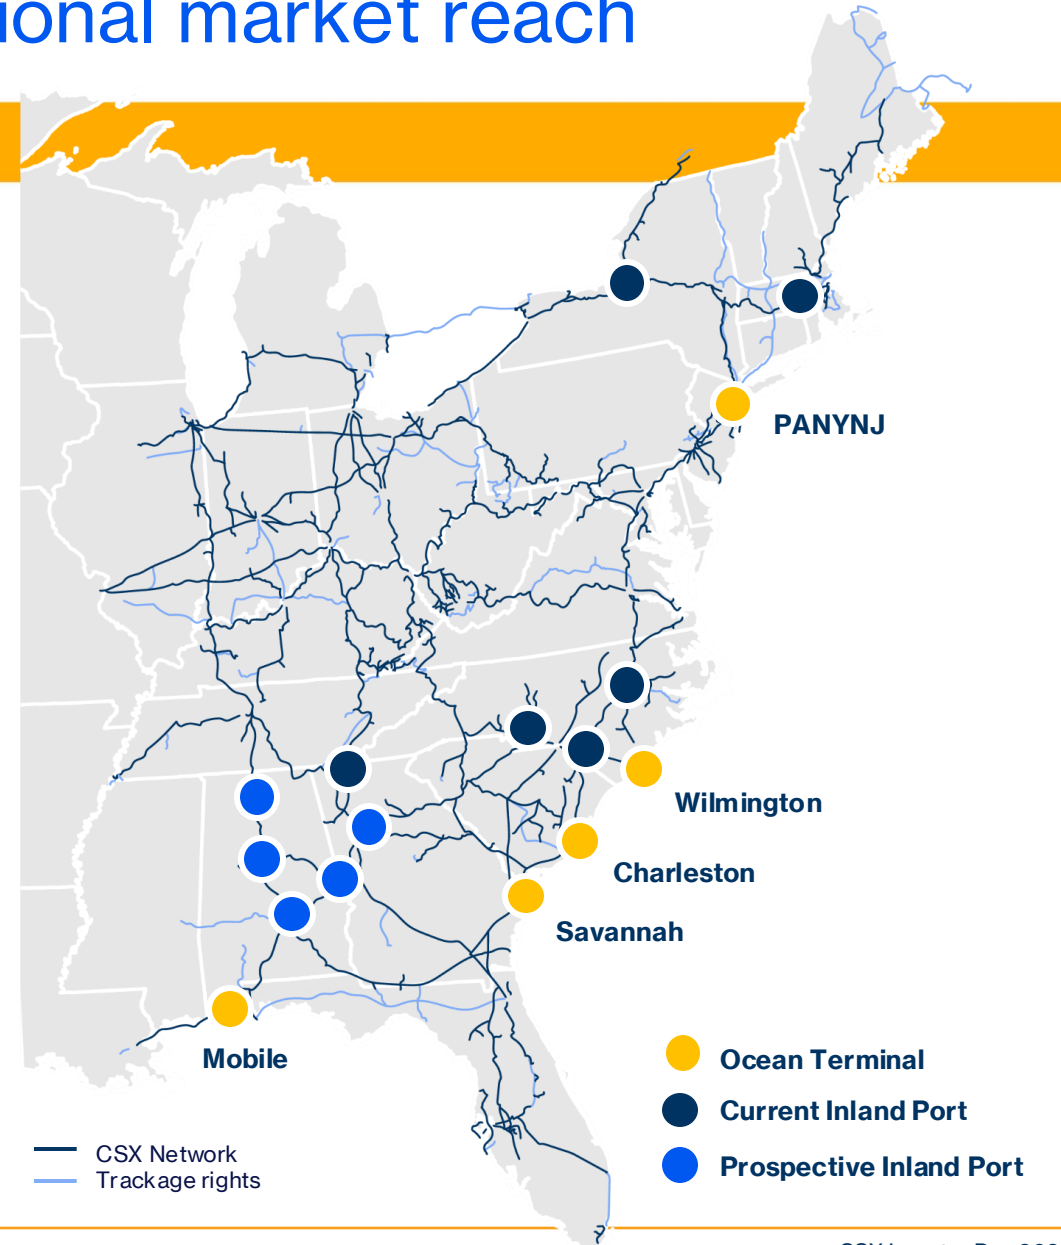 ional market reach
PANYNJ
Wilmington
Charleston
Savannah
Mobile
Ocean Terminal
Current Inland Port
Prospective Inland Port
CSX Network
Trackage rights